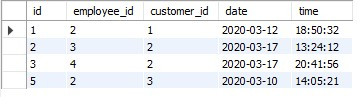 id employee_id customer_id date time
1 2 1 2020-03-12 18:50:32
2 3 2 2020-03-17 13:24:12
3 4 2 2020-03-17 20:41:56
5 2 3 2020-03-10 14:05:21